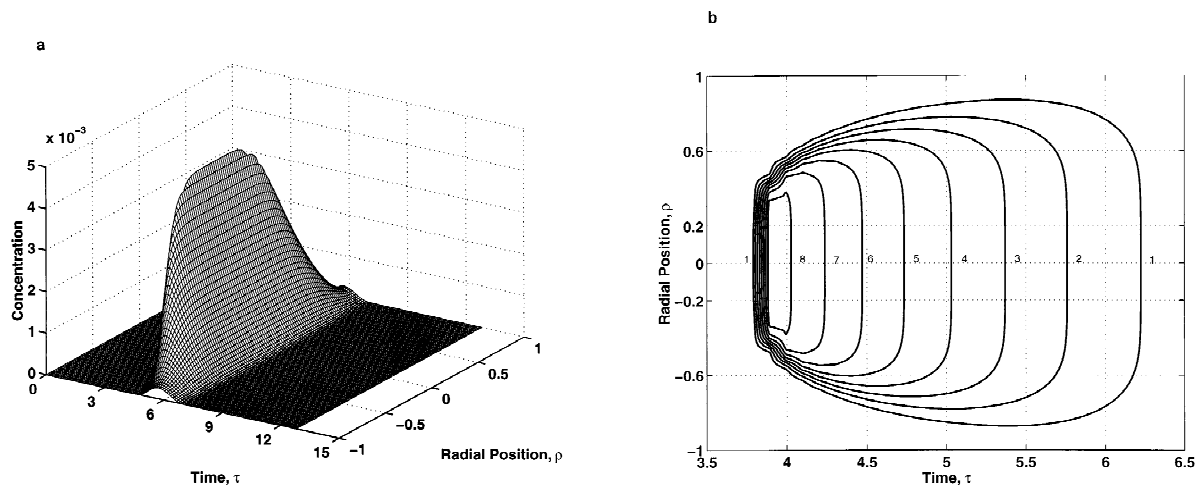 a
x 10⁻³
5
4
3
2
1
0
Concentration
0
3
6
9
12
15
Time, τ
−1
−0.5
0
0.5
1
Radial Position, ρ
b
1
0.6
0.2
0
−0.2
−0.6
−1
Radial Position, ρ
1 8 7 6 5 4 3 2 1
3.5 4 4.5 5 5.5 6 6.5
Time, τ